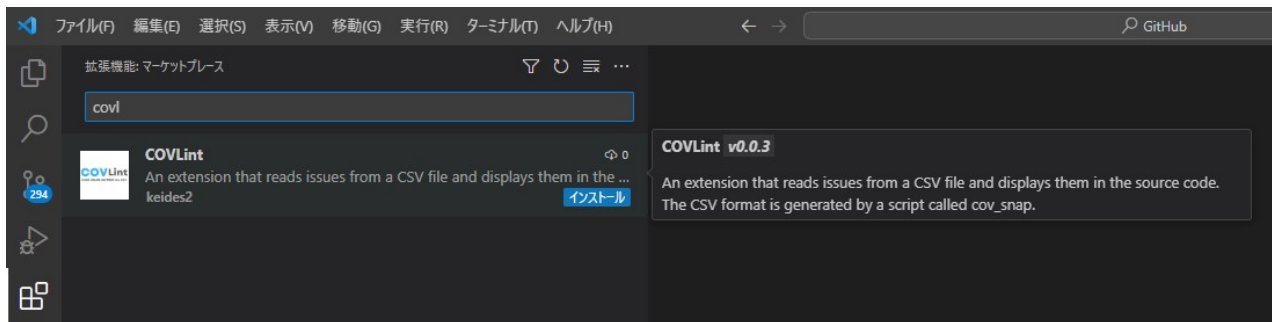 ファイル(F) 編集(E) 選択(S) 表示(V) 移動(G) 実行(R) ターミナル(T) ヘルプ(H) GitHub
拡張機能: マーケットプレース
covl
COVLint 0
An extension that reads issues from a CSV file and displays them in the ...
keides2 インストール
COVLint
294
COVLint v0.0.3
An extension that reads issues from a CSV file and displays them in the source code.
The CSV format is generated by a script called cov_snap.